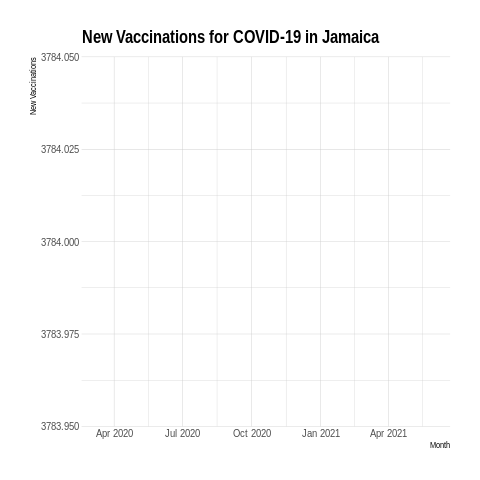 New Vaccinations for COVID-19 in Jamaica
New Vaccinations
3784.050
3784.025
3784.000
3783.975
3783.950
Apr 2020 Jul 2020 Oct 2020 Jan 2021 Apr 2021
Month